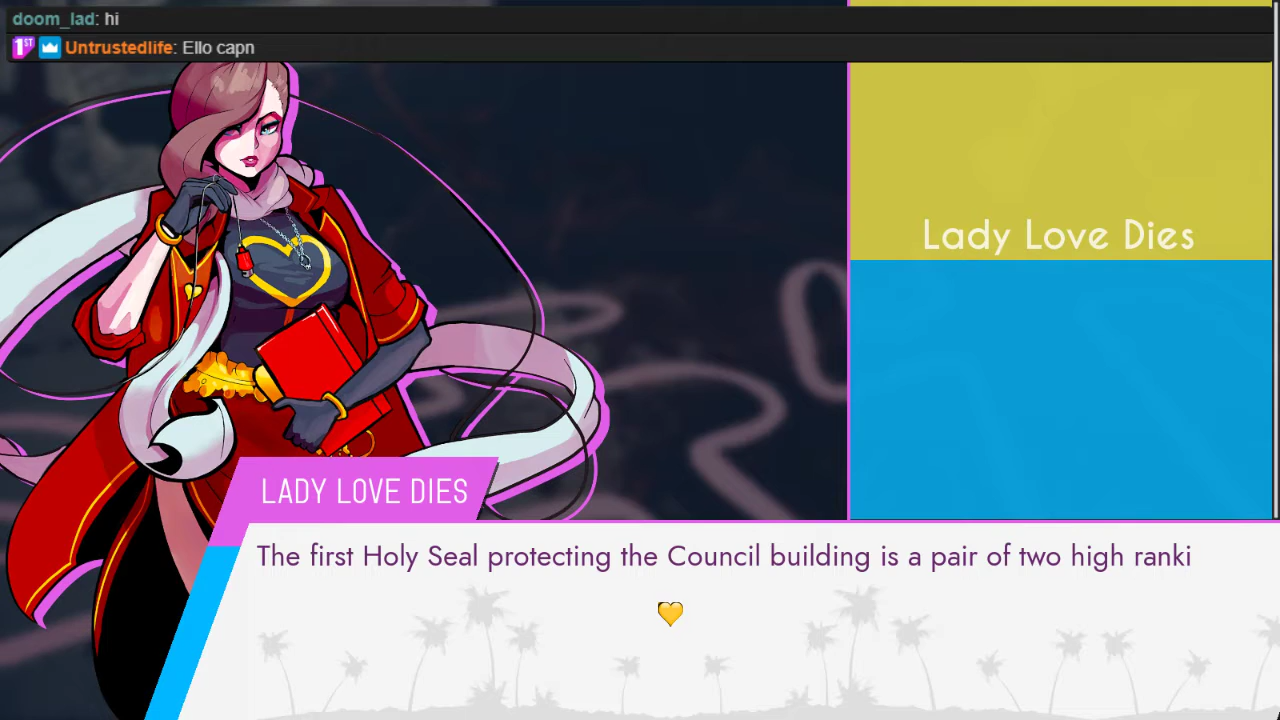 doom_lad: hi
1ST Untrustedlife: Ello capn
Lady Love Dies
LADY LOVE DIES
The first Holy Seal protecting the Council building is a pair of two high ranki